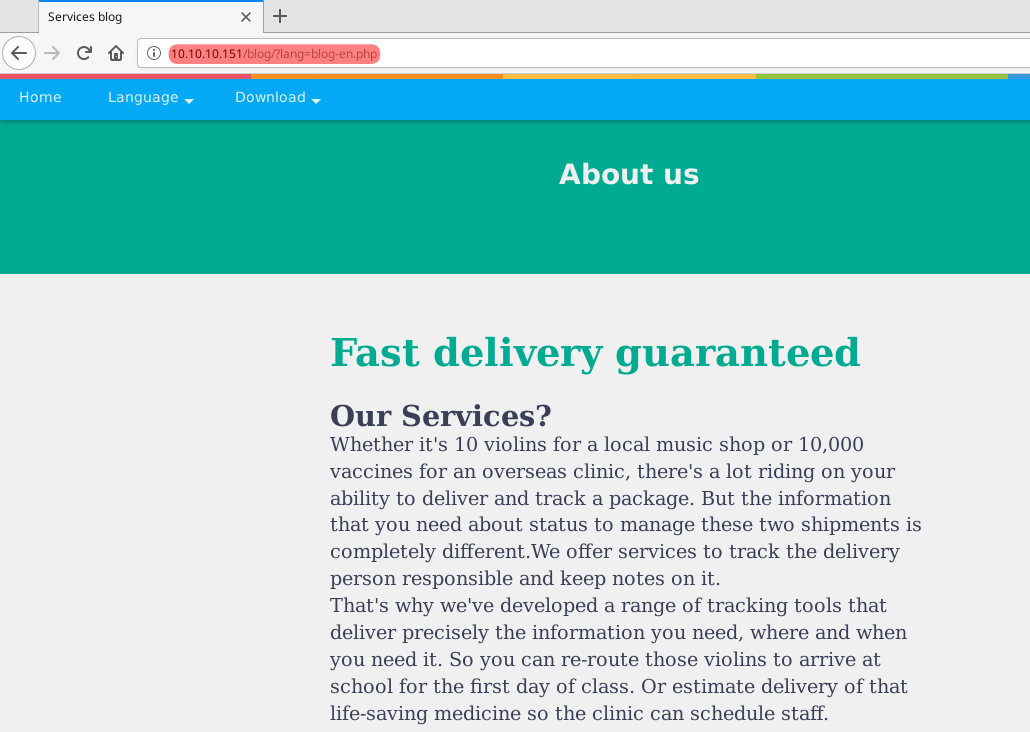 Services blog
10.10.10.151/blog/?lang=blog-en.php
Home Language Download
About us
Fast delivery guaranteed
Our Services?
Whether it's 10 violins for a local music shop or 10,000
vaccines for an overseas clinic, there's a lot riding on your
ability to deliver and track a package. But the information
that you need about status to manage these two shipments is
completely different.We offer services to track the delivery
person responsible and keep notes on it.
That's why we've developed a range of tracking tools that
deliver precisely the information you need, where and when
you need it. So you can re-route those violins to arrive at
school for the first day of class. Or estimate delivery of that
life-saving medicine so the clinic can schedule staff.